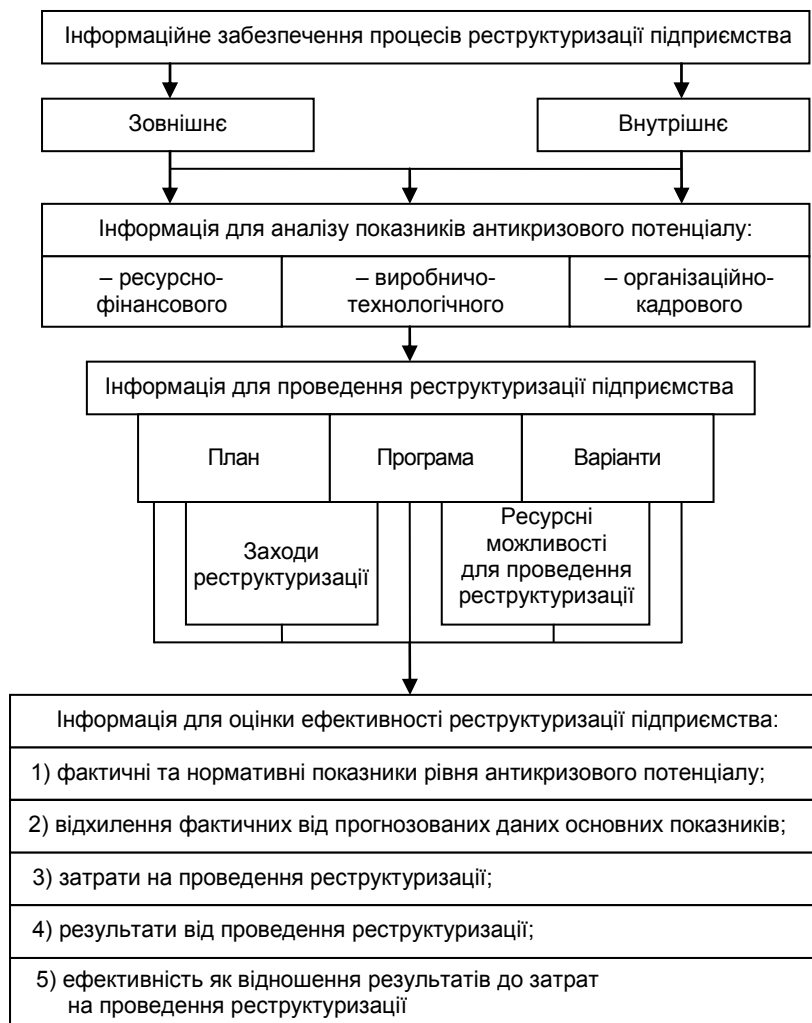 Інформаційне забезпечення процесів реструктуризації підприємства
Зовнішнє
Внутрішнє
Інформація для аналізу показників антикризового потенціалу:
– ресурсно-
фінансового
– виробничо-
технологічного
– організаційно-
кадрового
Інформація для проведення реструктуризації підприємства
План
Програма
Варіанти
Заходи
реструктуризації
Ресурсні
можливості
для проведення
реструктуризації
Інформація для оцінки ефективності реструктуризації підприємства:
1) фактичні та нормативні показники рівня антикризового потенціалу;
2) відхилення фактичних від прогнозованих даних основних показників;
3) затрати на проведення реструктуризації;
4) результати від проведення реструктуризації;
5) ефективність як відношення результатів до затрат
на проведення реструктуризації